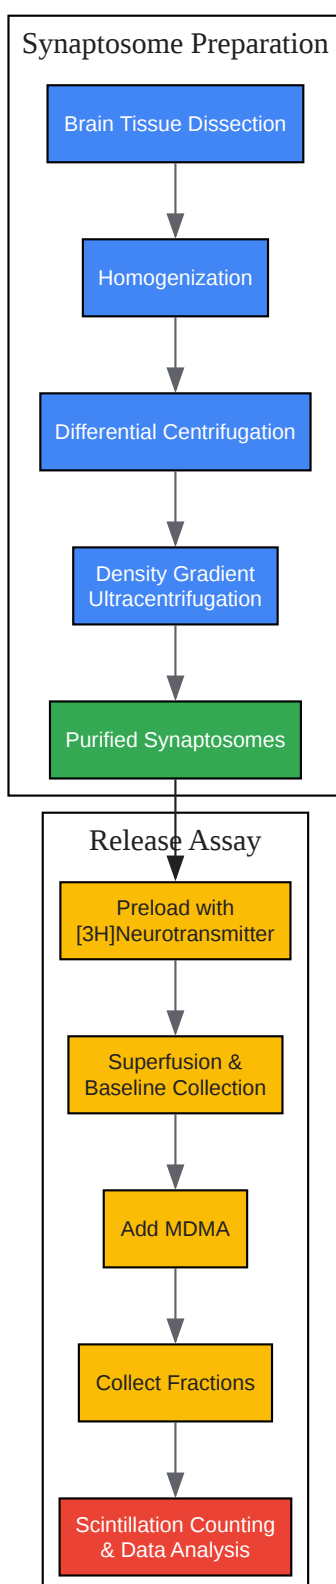 Synaptosome Preparation
Brain Tissue Dissection
Homogenization
Differential Centrifugation
Density Gradient
Ultracentrifugation
Purified Synaptosomes
Release Assay
Preload with
[3H]Neurotransmitter
Superfusion &
Baseline Collection
Add MDMA
Collect Fractions
Scintillation Counting
& Data Analysis